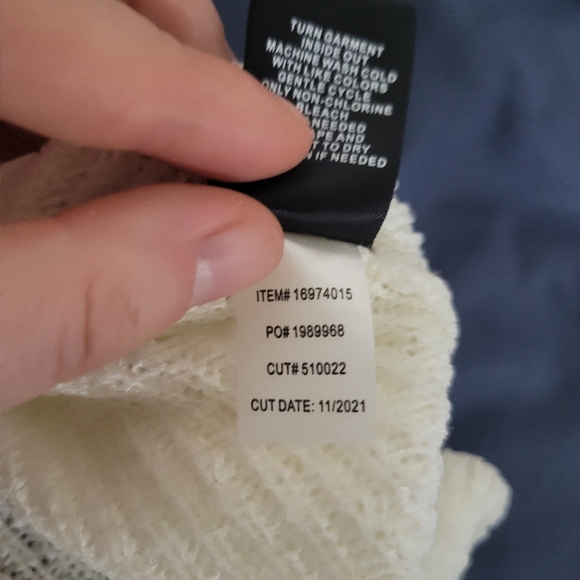 TURN GARMENT
INSIDE OUT
MACHINE WASH COLD
WITH LIKE COLORS
GENTLE CYCLE
ONLY NON-CHLORINE
BLEACH
NEEDED
AND
TO DRY
IF NEEDED
ITEM# 16974015
PO# 1989968
CUT# 510022
CUT DATE: 11/2021